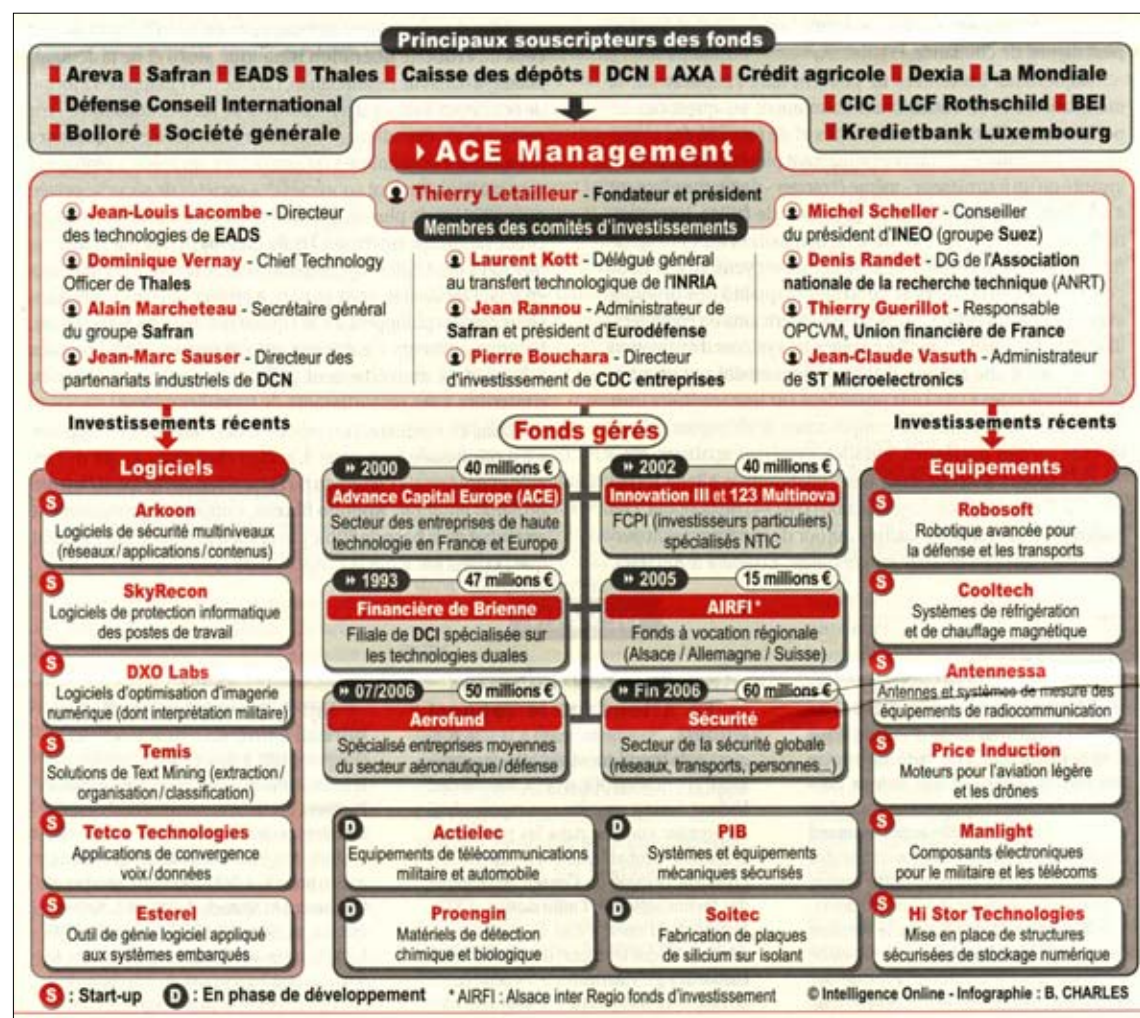 Principaux souscripteurs des fonds
Areva Safran EADS Thales Caisse des dépôts DCN AXA Crédit agricole Dexia La Mondiale
Défense Conseil International
Bolloré Société générale
CIC LCF Rothschild BEI
Kredietbank Luxembourg
ACE Management
Thierry Letailleur - Fondateur et président
Membres des comités d'investissements
Jean-Louis Lacombe - Directeur
des technologies de EADS
Dominique Vernay - Chief Technology
Officer de Thales
Alain Marcheteau - Secrétaire général
du groupe Safran
Jean-Marc Sauser - Directeur des
partenariats industriels de DCN
Laurent Kott - Délégué général
au transfert technologique de l'INRIA
Jean Rannou - Administrateur de
Safran et président d'Eurodéfense
Pierre Bouchara - Directeur
d'investissement de CDC entreprises
Michel Scheller - Conseiller
du président d'INEO (groupe Suez)
Denis Randet - DG de l'Association
nationale de la recherche technique (ANRT)
Thierry Guerillot - Responsable
OPCVM, Union financière de France
Jean-Claude Vasuth - Administrateur
de ST Microelectronics
Investissements récents
Logiciels
S
Arkoon
Logiciels de sécurité multiniveaux
(réseaux/applications/contenus)
S
SkyRecon
Logiciels de protection informatique
des postes de travail
S
DXO Labs
Logiciels d'optimisation d'imagerie
numérique (dont interprétation militaire)
S
Temis
Solutions de Text Mining (extraction/
organisation/classification)
S
Tetco Technologies
Applications de convergence
voix/données
S
Esterel
Outil de génie logiciel appliqué
aux systèmes embarqués
Fonds gérés
2000 40 millions €
Advance Capital Europe (ACE)
Secteur des entreprises de haute
technologie en France et Europe
2002 40 millions €
Innovation III et 123 Multinova
FCPI (investisseurs particuliers)
spécialisés NTIC
1993 47 millions €
Financière de Brienne
Filiale de DCI spécialisée sur
les technologies duales
2005 15 millions €
AIRFI*
Fonds à vocation régionale
(Alsace / Allemagne / Suisse)
07/2006 50 millions €
Aerofund
Spécialisé entreprises moyennes
du secteur aéronautique/défense
Fin 2006 60 millions €
Sécurité
Secteur de la sécurité globale
(réseaux, transports, personnes...)
D
Actielec
Equipements de télécommunications
militaire et automobile
D
PIB
Systèmes et équipements
mécaniques sécurisés
D
Proengin
Matériels de détection
chimique et biologique
D
Soitec
Fabrication de plaques
de silicium sur isolant
Investissements récents
Equipements
S
Robosoft
Robotique avancée pour
la défense et les transports
S
Cooltech
Systèmes de réfrigération
et de chauffage magnétique
S
Antennessa
Antennes et systèmes de mesure des
équipements de radiocommunication
S
Price Induction
Moteurs pour l'aviation légère
et les drônes
S
Manlight
Composants électroniques
pour le militaire et les télécoms
S
Hi Stor Technologies
Mise en place de structures
sécurisées de stockage numérique
S : Start-up D : En phase de développement * AIRFI : Alsace inter Regio fonds d'investissement © Intelligence Online - Infographie : B. CHARLES